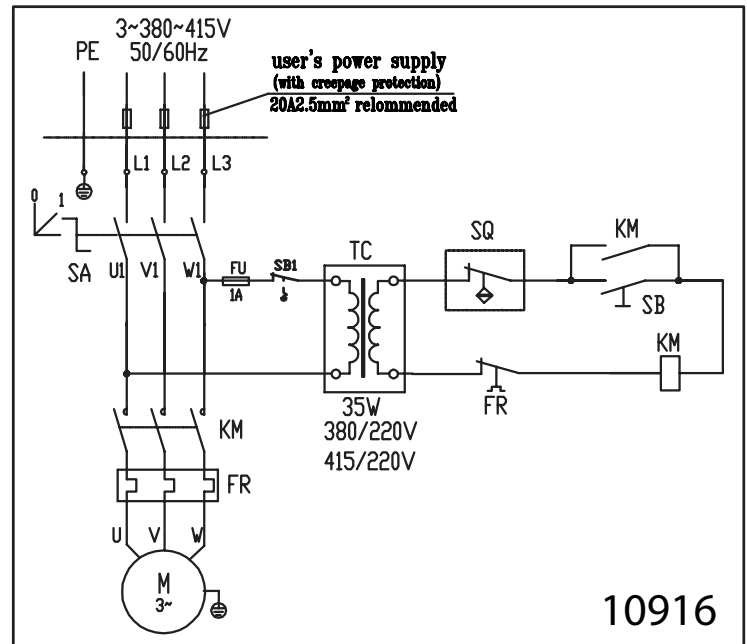 3~380~415V
PE
50/60Hz
user's power supply
(with creepage protection)
20A2.5mm² relommended
L1 L2 L3
0 1
SA U1 V1 W1
FU
1A
SB1
TC
SQ
KM
SB
KM
FR
35W
380/220V
415/220V
KM
FR
U V W
M
3~
10916